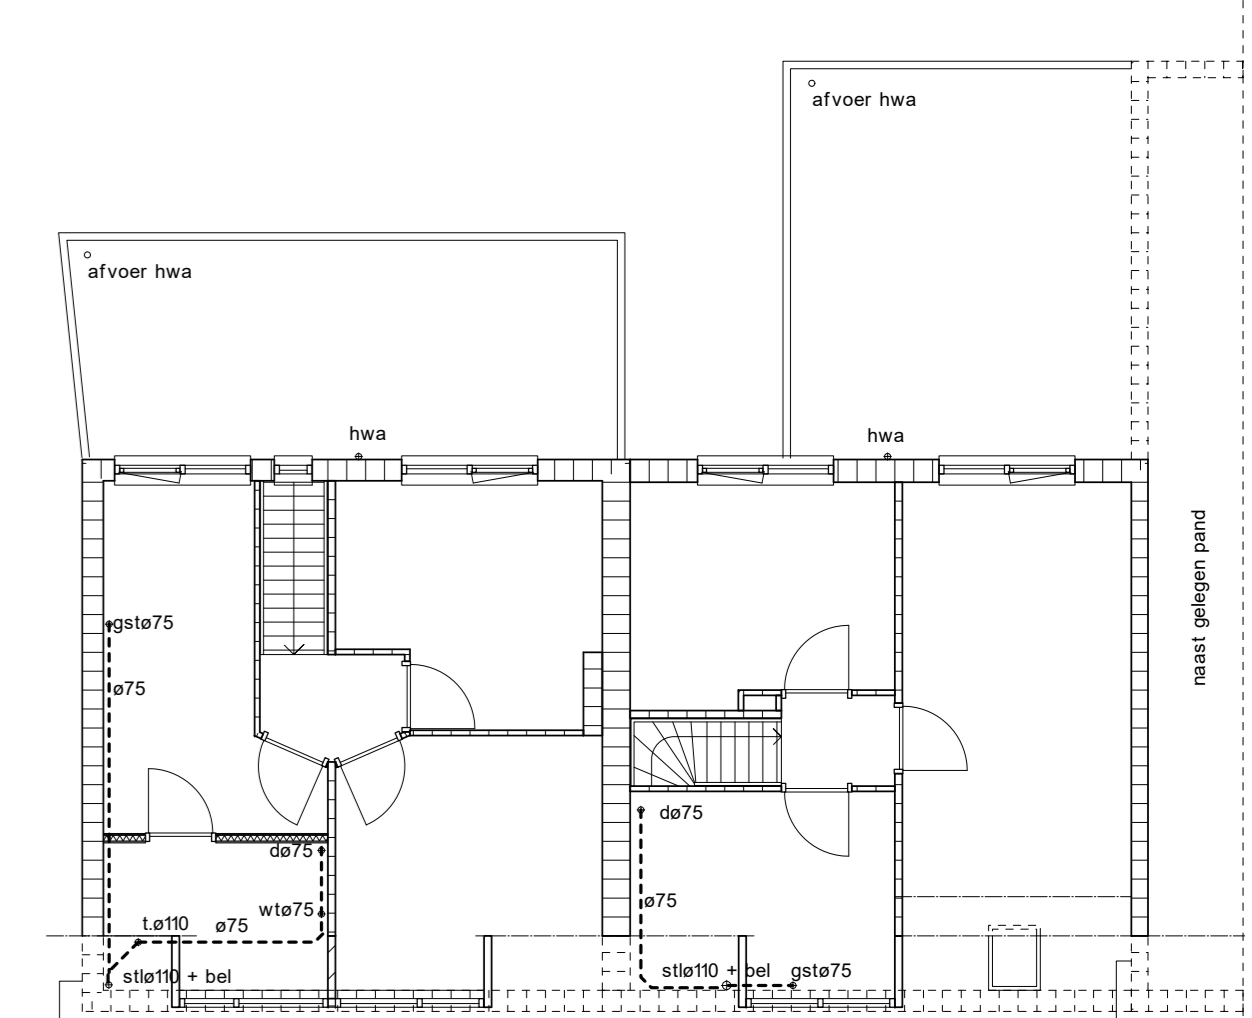 afvoer hwa
afvoer hwa
hwa
hwa
naast gelegen pand
gstø75
ø75
dø75
dø75
wtø75
ø75
t.ø110
ø75
stlø110 + bel
stlø110 + bel
gstø75